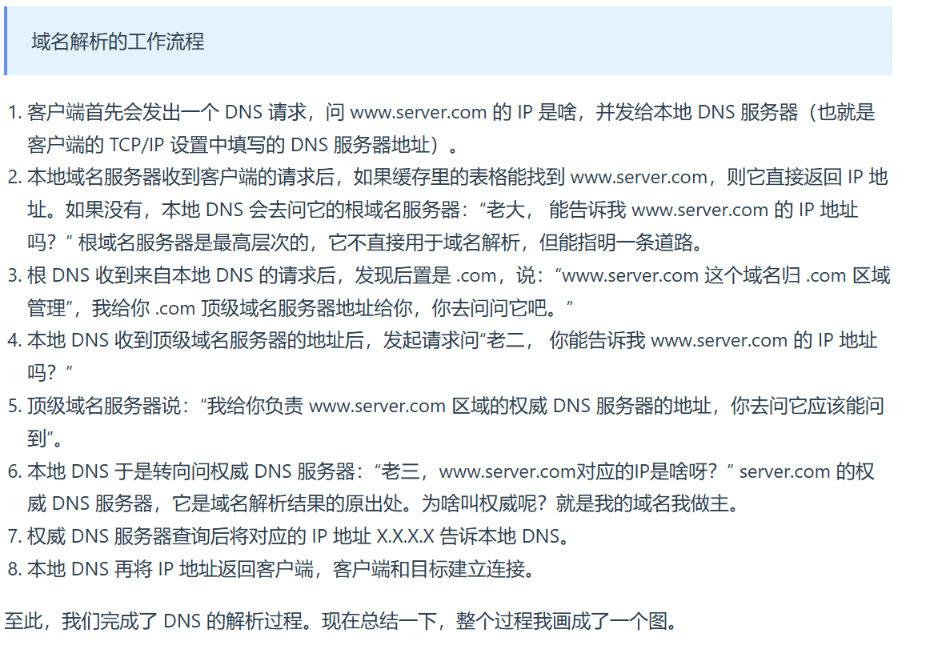 域名解析的工作流程
1. 客户端首先会发出一个 DNS 请求，问 www.server.com 的 IP 是啥，并发给本地 DNS 服务器（也就是
客户端的 TCP/IP 设置中填写的 DNS 服务器地址）。
2. 本地域名服务器收到客户端的请求后，如果缓存里的表格能找到 www.server.com，则它直接返回 IP 地
址。如果没有，本地 DNS 会去问它的根域名服务器：“老大， 能告诉我 www.server.com 的 IP 地址
吗？” 根域名服务器是最高层次的，它不直接用于域名解析，但能指明一条道路。
3. 根 DNS 收到来自本地 DNS 的请求后，发现后置是 .com，说：“www.server.com 这个域名归 .com 区域
管理”，我给你 .com 顶级域名服务器地址给你，你去问问它吧。”
4. 本地 DNS 收到顶级域名服务器的地址后，发起请求问“老二， 你能告诉我 www.server.com 的 IP 地址
吗？”
5. 顶级域名服务器说：“我给你负责 www.server.com 区域的权威 DNS 服务器的地址，你去问它应该能问
到”。
6. 本地 DNS 于是转向问权威 DNS 服务器：“老三，www.server.com对应的IP是啥呀？” server.com 的权
威 DNS 服务器，它是域名解析结果的原出处。为啥叫权威呢？就是我的域名我做主。
7. 权威 DNS 服务器查询后将对应的 IP 地址 X.X.X.X 告诉本地 DNS。
8. 本地 DNS 再将 IP 地址返回客户端，客户端和目标建立连接。
至此，我们完成了 DNS 的解析过程。现在总结一下，整个过程我画成了一个图。